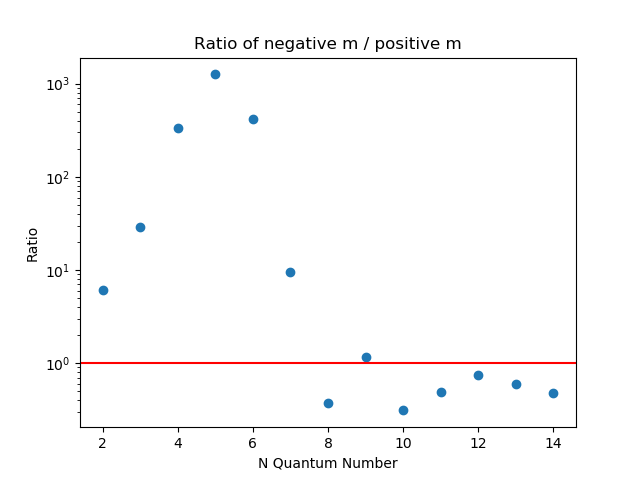 Ratio of negative m / positive m
10³
10²
10¹
10⁰
Ratio
2 4 6 8 10 12 14
N Quantum Number